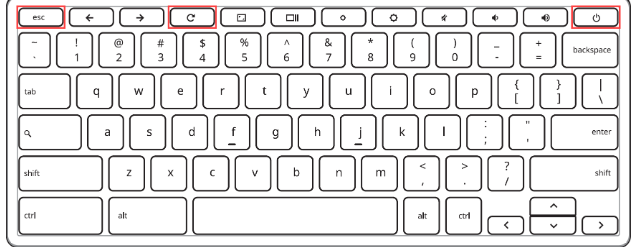 esc
~ ! @ # $ % ^ & * ( ) _ +
` 1 2 3 4 5 6 7 8 9 0 - = backspace
tab q w e r t y u i o p { }  |
[ ] \
a s d f g h j k l : " enter
; '
shift z x c v b n m < > ? shift
, . /
ctrl alt alt ctrl